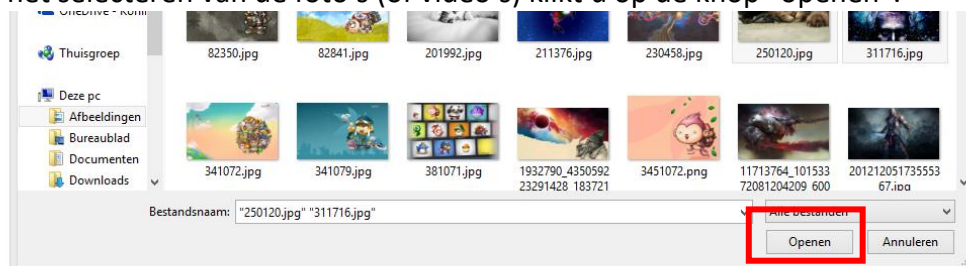 het selecteren van de foto's (of video's) klikt u op de knop "openen".
OneDrive - Konin
82350.jpg 82841.jpg 201992.jpg 211376.jpg 230458.jpg 250120.jpg 311716.jpg
Thuisgroep
Deze pc
Afbeeldingen
Bureaublad
Documenten
Downloads
341072.jpg 341079.jpg 381071.jpg 1932790_4350592 3451072.png 11713764_101533 201212051735553
23291428_183721 72081204209_600 67.jpg
Bestandsnaam: "250120.jpg" "311716.jpg" Alle bestanden
Openen Annuleren